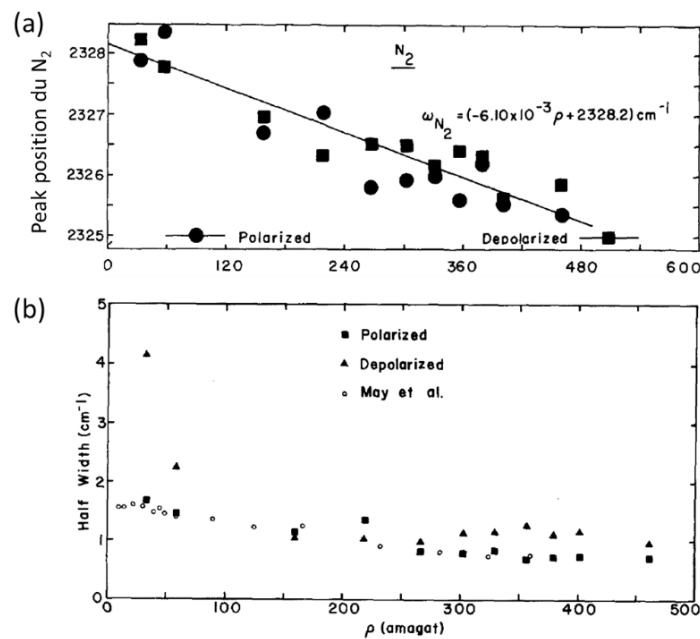 (a)
Peak position du N2
2328
2327
2326
2325
N2
ωN2 = (-6.10x10-3 ρ + 2328.2) cm-1
Polarized
Depolarized
0
120
240
360
480
600
(b)
Half Width (cm-1)
5
4
3
2
1
0
Polarized
Depolarized
May et al.
0
100
200
300
400
500
ρ (amagat)